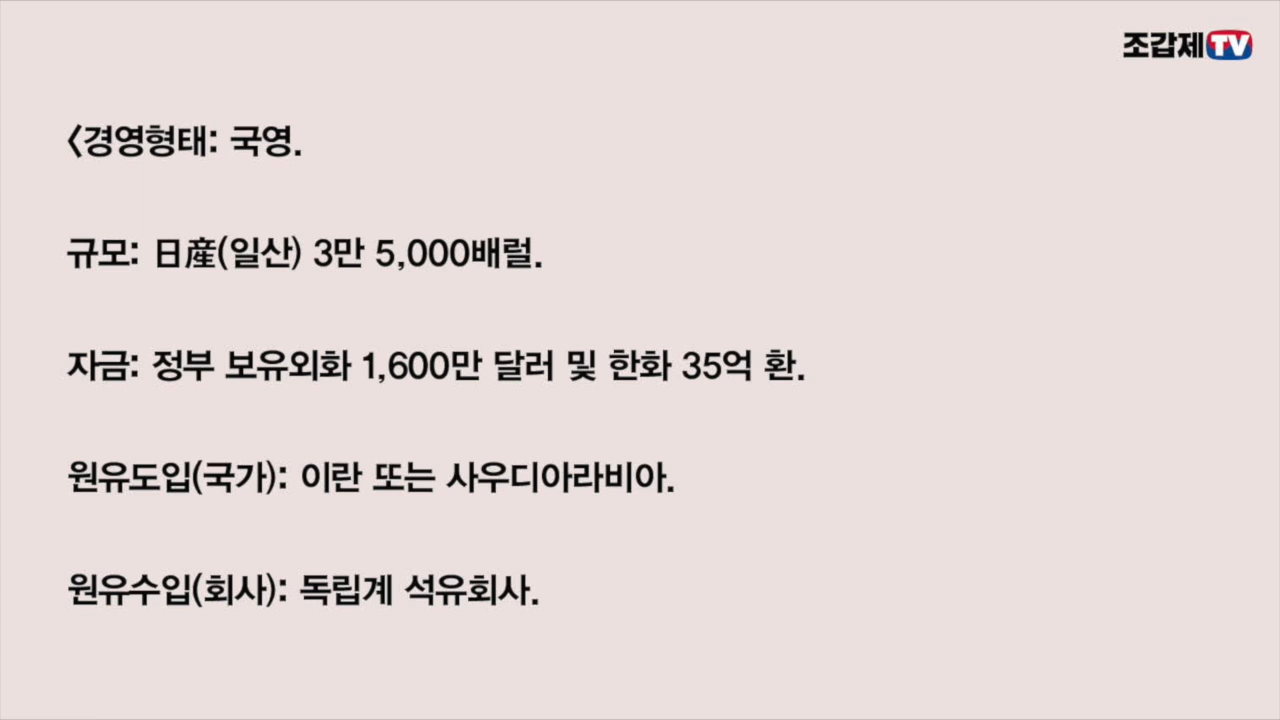 조갑제TV
<경영형태: 국영.
규모: 日産(일산) 3만 5,000배럴.
자금: 정부 보유외화 1,600만 달러 및 한화 35억 환.
원유도입(국가): 이란 또는 사우디아라비아.
원유수입(회사): 독립계 석유회사.